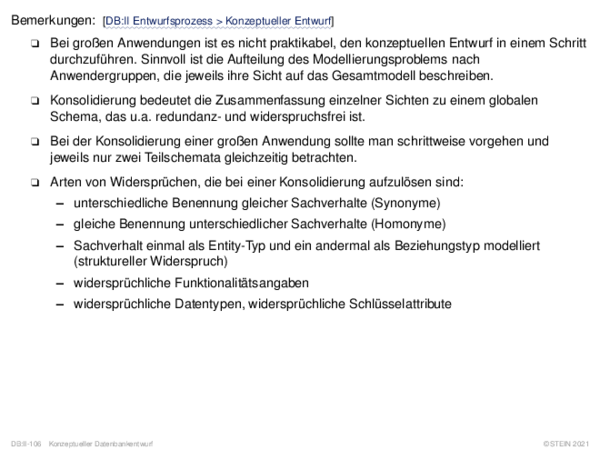 Bemerkungen: [DB:II Entwurfsprozess > Konzeptueller Entwurf]
❑ Bei großen Anwendungen ist es nicht praktikabel, den konzeptuellen Entwurf in einem Schritt
durchzuführen. Sinnvoll ist die Aufteilung des Modellierungsproblems nach
Anwendergruppen, die jeweils ihre Sicht auf das Gesamtmodell beschreiben.
❑ Konsolidierung bedeutet die Zusammenfassung einzelner Sichten zu einem globalen
Schema, das u.a. redundanz- und widerspruchsfrei ist.
❑ Bei der Konsolidierung einer großen Anwendung sollte man schrittweise vorgehen und
jeweils nur zwei Teilschemata gleichzeitig betrachten.
❑ Arten von Widersprüchen, die bei einer Konsolidierung aufzulösen sind:
– unterschiedliche Benennung gleicher Sachverhalte (Synonyme)
– gleiche Benennung unterschiedlicher Sachverhalte (Homonyme)
– Sachverhalt einmal als Entity-Typ und ein andermal als Beziehungstyp modelliert
(struktureller Widerspruch)
– widersprüchliche Funktionalitätsangaben
– widersprüchliche Datentypen, widersprüchliche Schlüsselattribute
DB:II-106 Konzeptueller Datenbankentwurf ©STEIN 2021